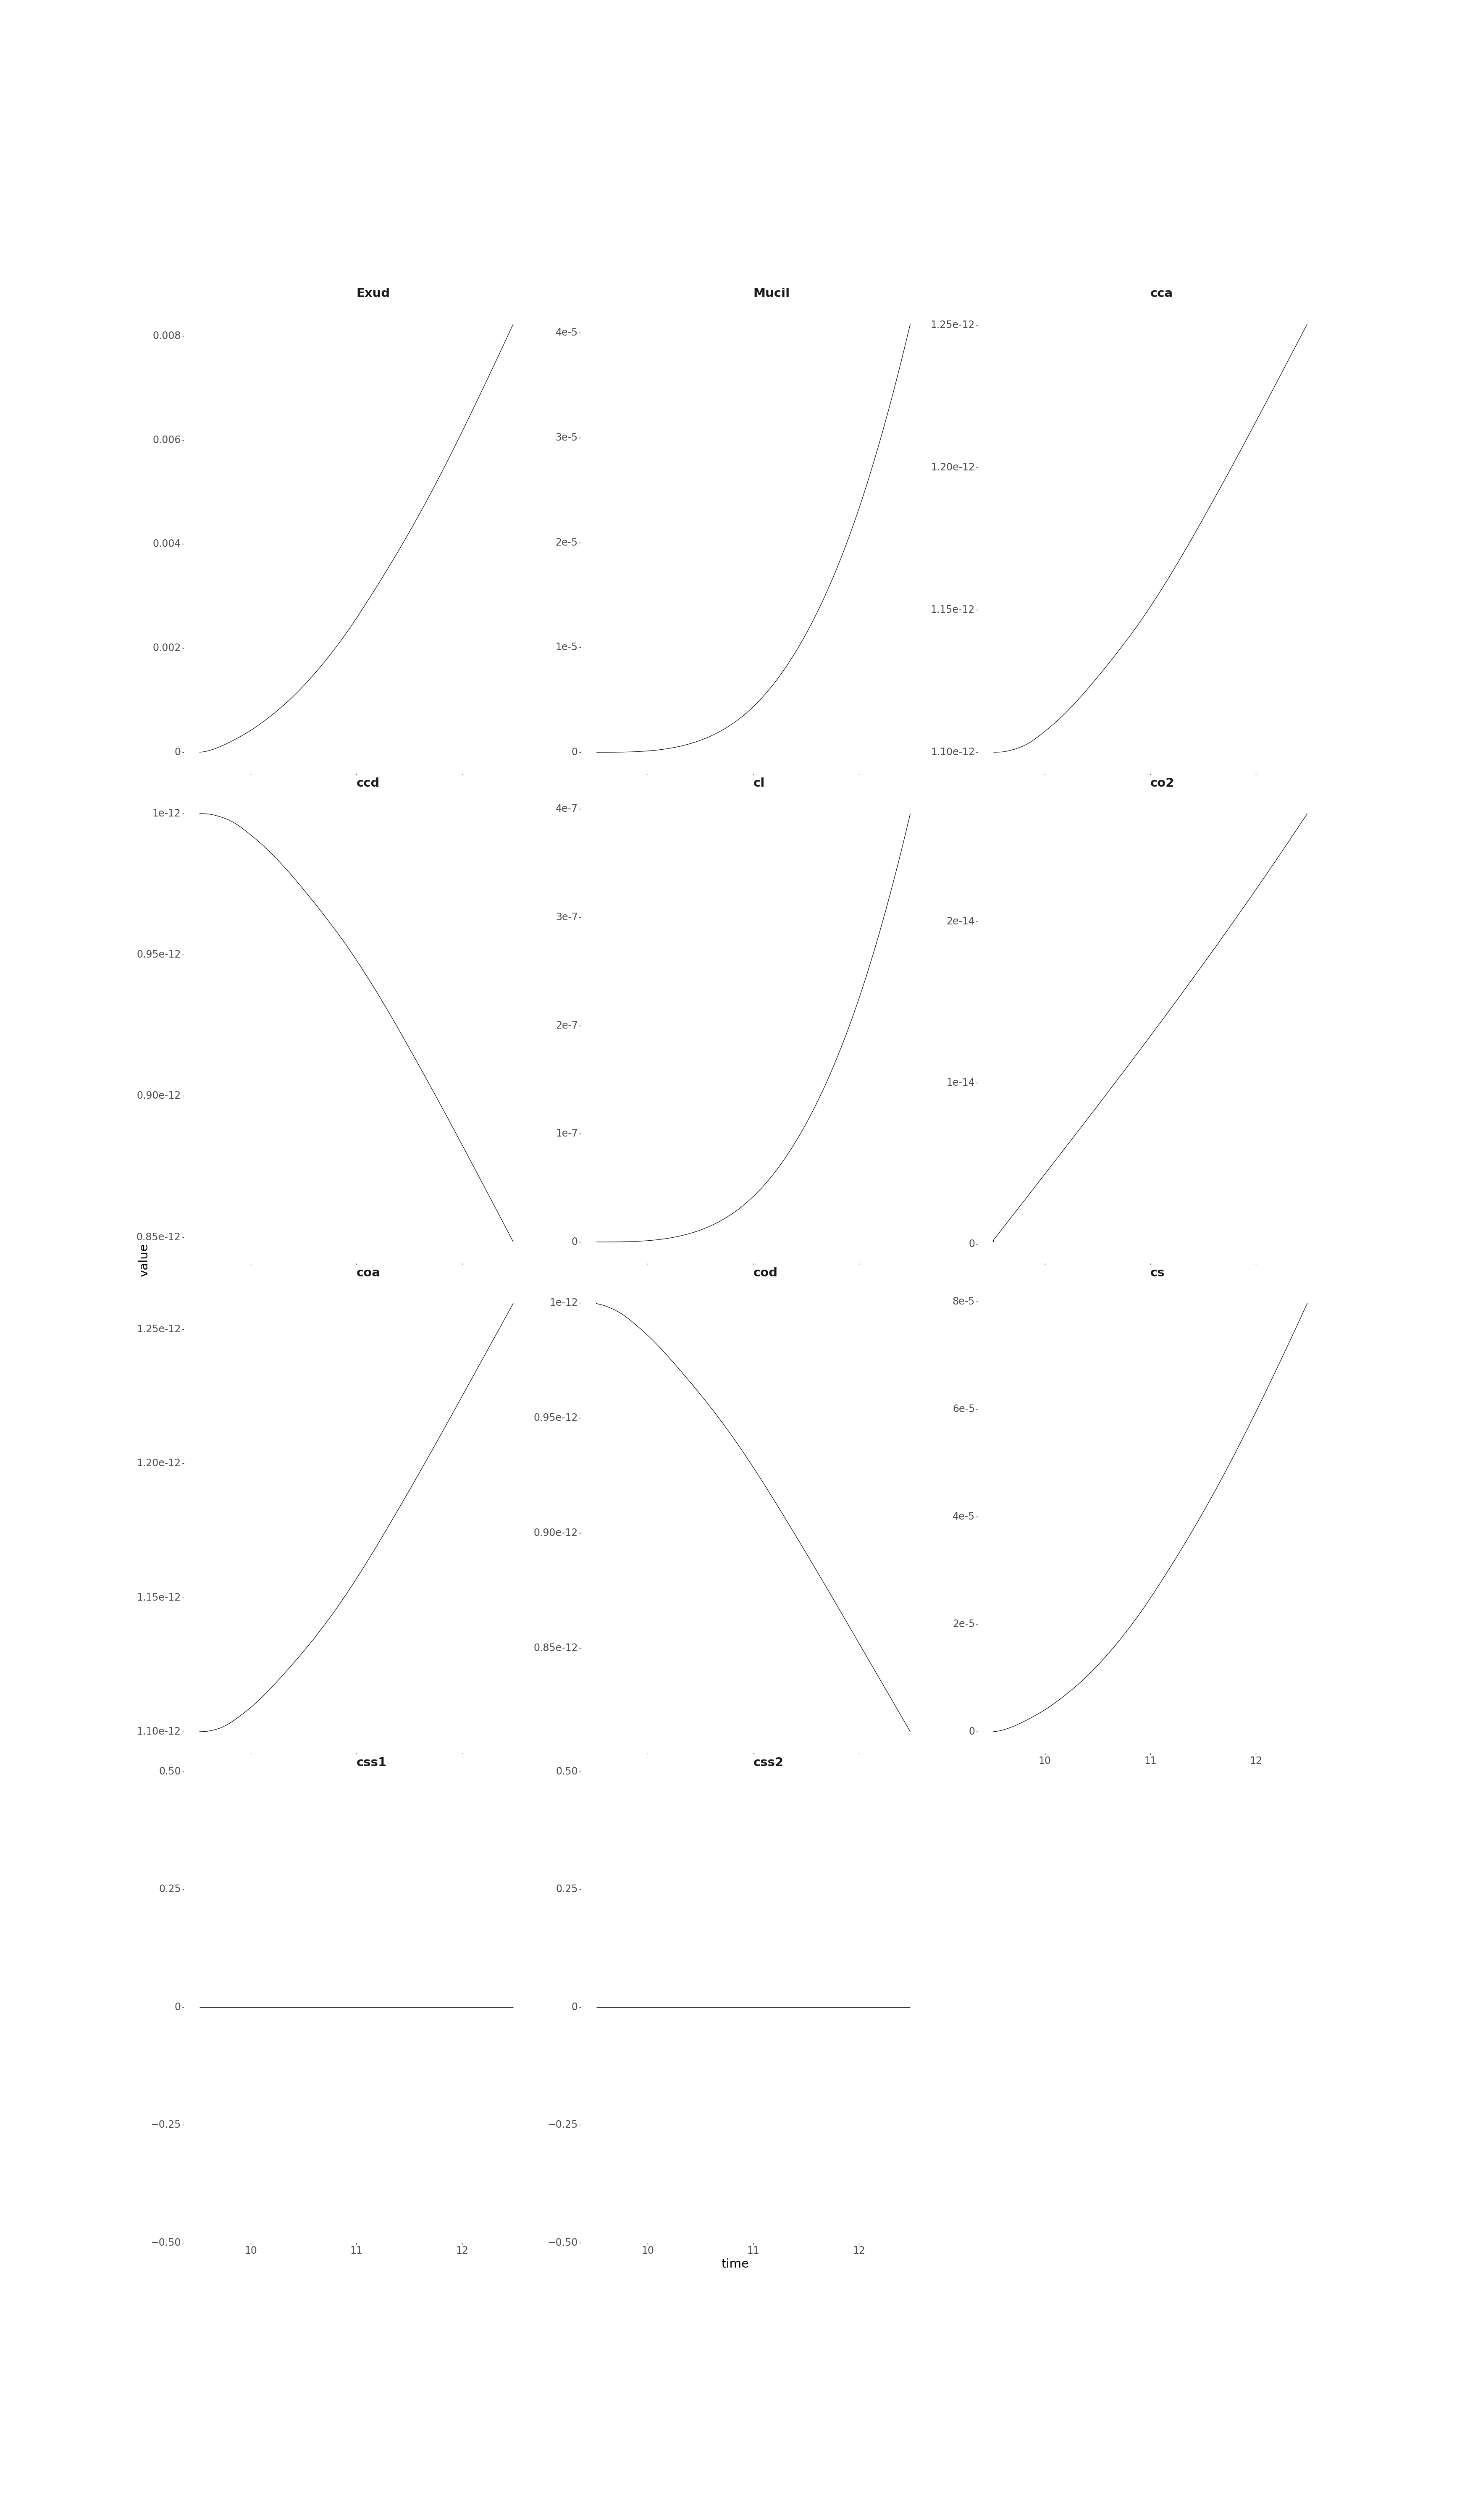 Exud
Mucil
cca
0.008
0.006
0.004
0.002
0
4e-5
3e-5
2e-5
1e-5
0
1.25e-12
1.20e-12
1.15e-12
1.10e-12
ccd
cl
co2
1e-12
0.95e-12
0.90e-12
0.85e-12
4e-7
3e-7
2e-7
1e-7
0
2e-14
1e-14
0
value
coa
cod
cs
1.25e-12
1.20e-12
1.15e-12
1.10e-12
1e-12
0.95e-12
0.90e-12
0.85e-12
8e-5
6e-5
4e-5
2e-5
0
10 11 12
css1
css2
0.50
0.25
0
−0.25
−0.50
0.50
0.25
0
−0.25
−0.50
10 11 12
10 11 12
time